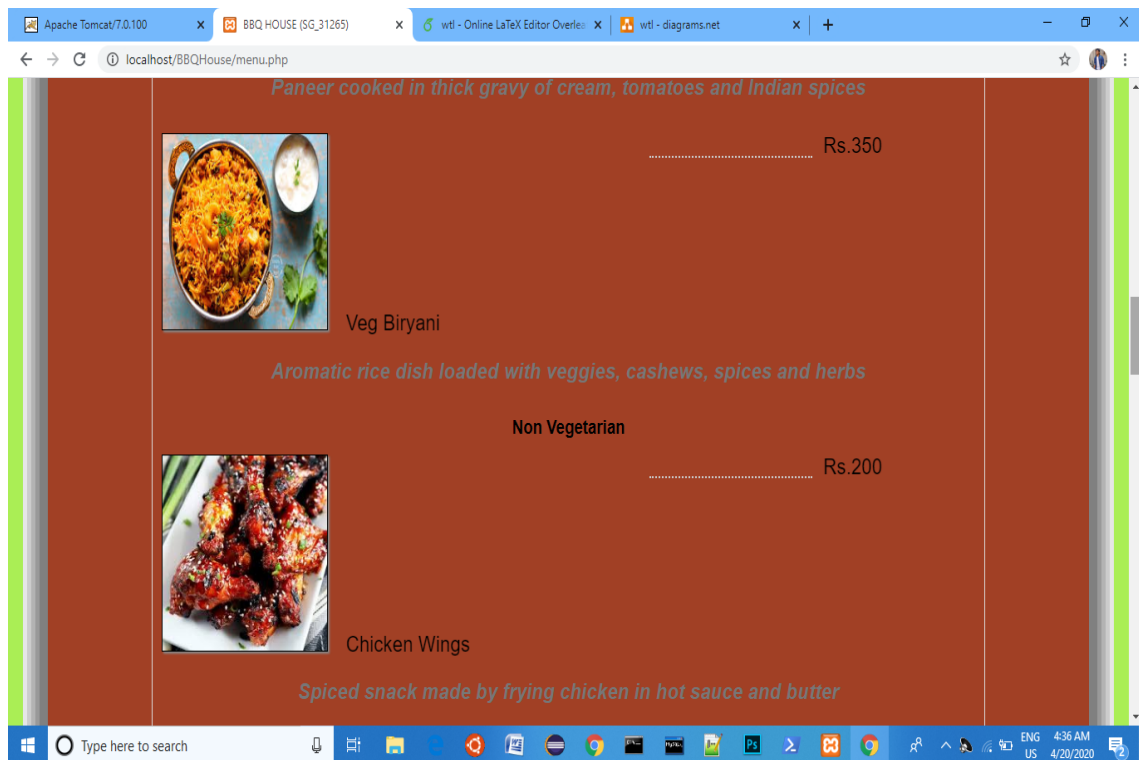 Apache Tomcat/7.0.100
BBQ HOUSE (SG_31265)
wtl - Online LaTeX Editor Overlea
wtl - diagrams.net
localhost/BBQHouse/menu.php
Paneer cooked in thick gravy of cream, tomatoes and Indian spices
Rs.350
Veg Biryani
Aromatic rice dish loaded with veggies, cashews, spices and herbs
Non Vegetarian
Rs.200
Chicken Wings
Spiced snack made by frying chicken in hot sauce and butter
Type here to search
Ps
ENG 4:36 AM
US 4/20/2020
2